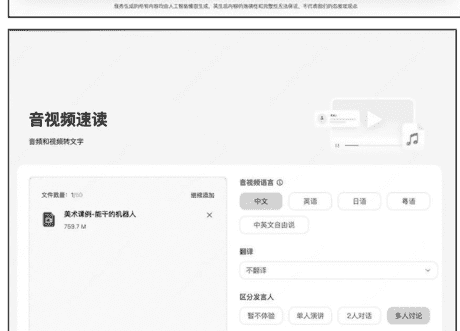 服务生成的所有内容均由人工智能模型生成，其生成内容的准确性和完整性无法保证，不代表我们的态度或观点
音视频速读
音频和视频转文字
文件数量：1/50
继续添加
美术课例-能干的机器人
769.7 M
音视频语言
中文 英语 日语 粤语
中英文自由说
翻译
不翻译
区分发言人
暂不体验 单人演讲 2人对话 多人讨论